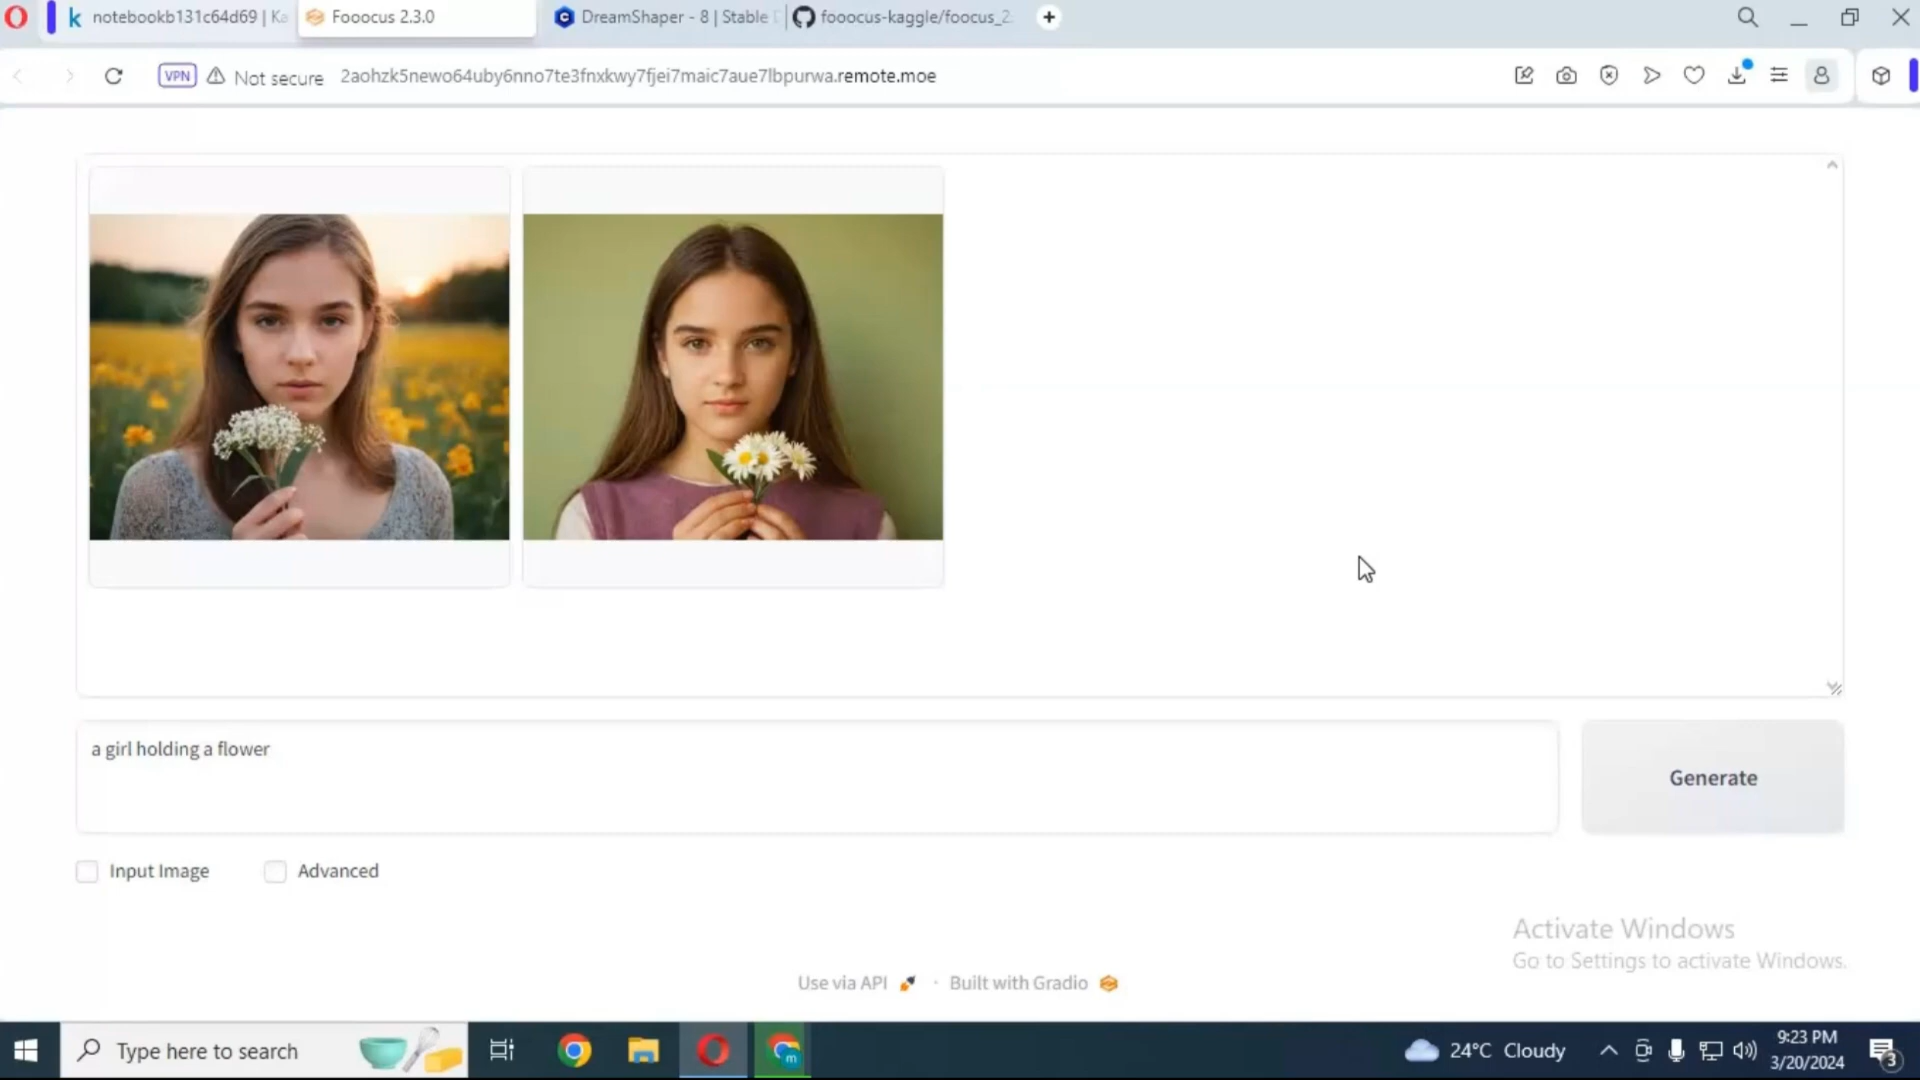 notebookb131c64d69 | Ka
Fooocus 2.3.0
DreamShaper - 8 | Stable D
fooocus-kaggle/foocus_2.
VPN
Not secure
2aohzk5newo64uby6nno7te3fnxkwy7fjei7maic7aue7lbpurwa.remote.moe
a girl holding a flower
Generate
Input Image
Advanced
Activate Windows
Go to Settings to activate Windows.
Use via API
· Built with Gradio
Type here to search
m
24°C Cloudy
9:23 PM
3/20/2024
3